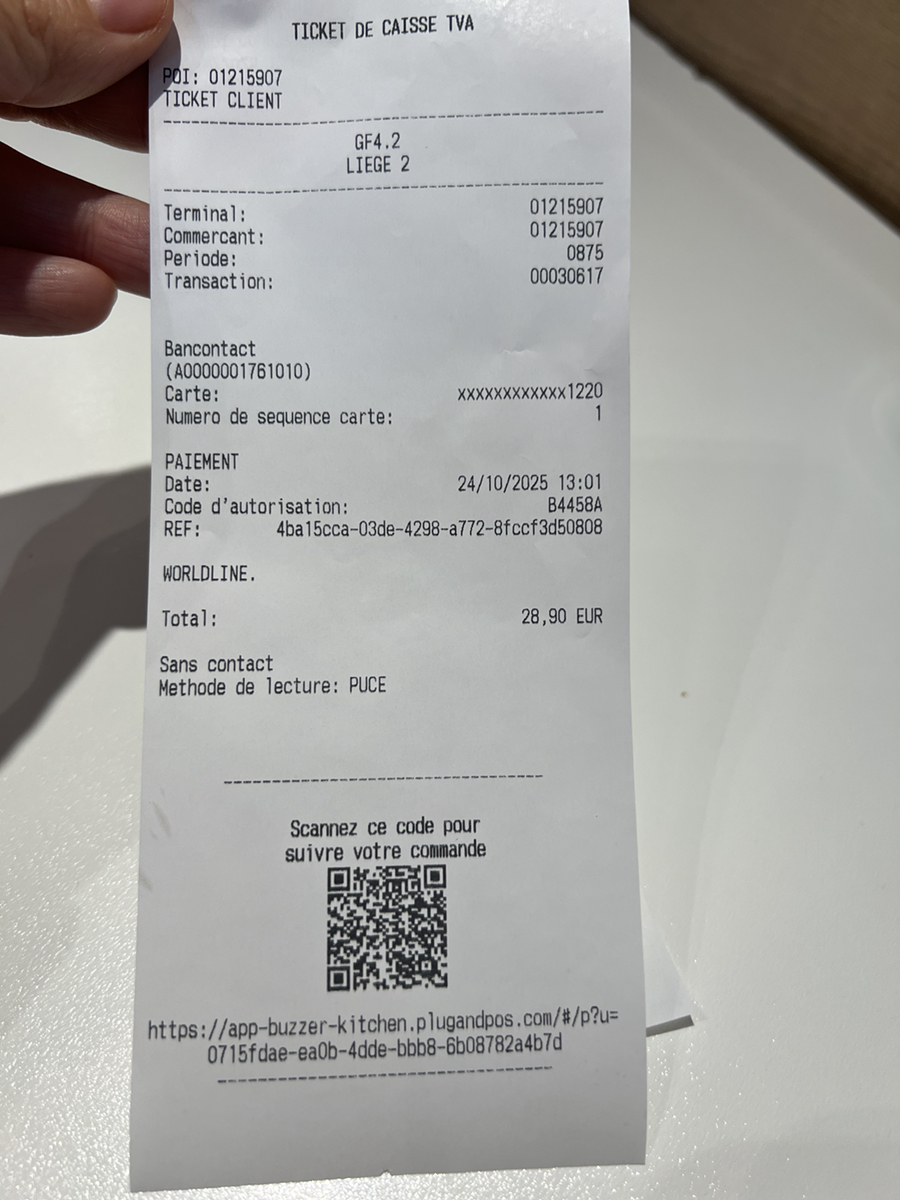 TICKET DE CAISSE TVA
POI: 01215907
TICKET CLIENT
GF4.2
LIEGE 2
Terminal: 01215907
Commercant: 01215907
Periode: 0875
Transaction: 00030617
Bancontact
(A0000001761010)
Carte: xxxxxxxxxxxx1220
Numero de sequence carte: 1
PAIEMENT
Date: 24/10/2025 13:01
Code d'autorisation: B4458A
REF: 4ba15cca-03de-4298-a772-8fccf3d50808
WORLDLINE.
Total: 28,90 EUR
Sans contact
Methode de lecture: PUCE
Scannez ce code pour
suivre votre commande
https://app-buzzer-kitchen.plugandpos.com/#/p?u=
0715fdae-ea0b-4dde-bbb8-6b08782a4b7d